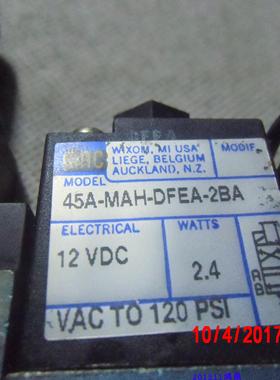 mac
WIXOM, MI USA
LIEGE, BELGIUM
AUCKLAND, N.Z.
MODIF
MODEL
45A-MAH-DFEA-2BA
ELECTRICAL
WATTS
12 VDC
2.4
VAC TO 120 PSI
10/4/2017